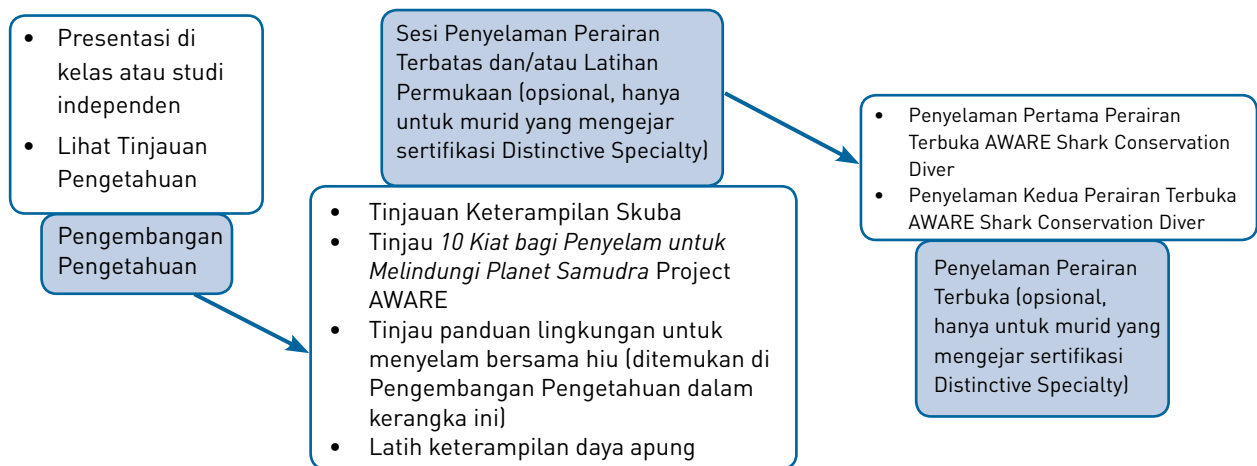 • Presentasi di
kelas atau studi
independen
• Lihat Tinjauan
Pengetahuan
Pengembangan
Pengetahuan
Sesi Penyelaman Perairan
Terbatas dan/atau Latihan
Permukaan (opsional, hanya
untuk murid yang mengejar
sertifikasi Distinctive Specialty)
• Tinjauan Keterampilan Skuba
• Tinjau 10 Kiat bagi Penyelam untuk
Melindungi Planet Samudra Project
AWARE
• Tinjau panduan lingkungan untuk
menyelam bersama hiu (ditemukan di
Pengembangan Pengetahuan dalam
kerangka ini)
• Latih keterampilan daya apung
• Penyelaman Pertama Perairan
Terbuka AWARE Shark Conservation
Diver
• Penyelaman Kedua Perairan Terbuka
AWARE Shark Conservation Diver
Penyelaman Perairan
Terbuka (opsional,
hanya untuk murid yang
mengejar sertifikasi
Distinctive Specialty)